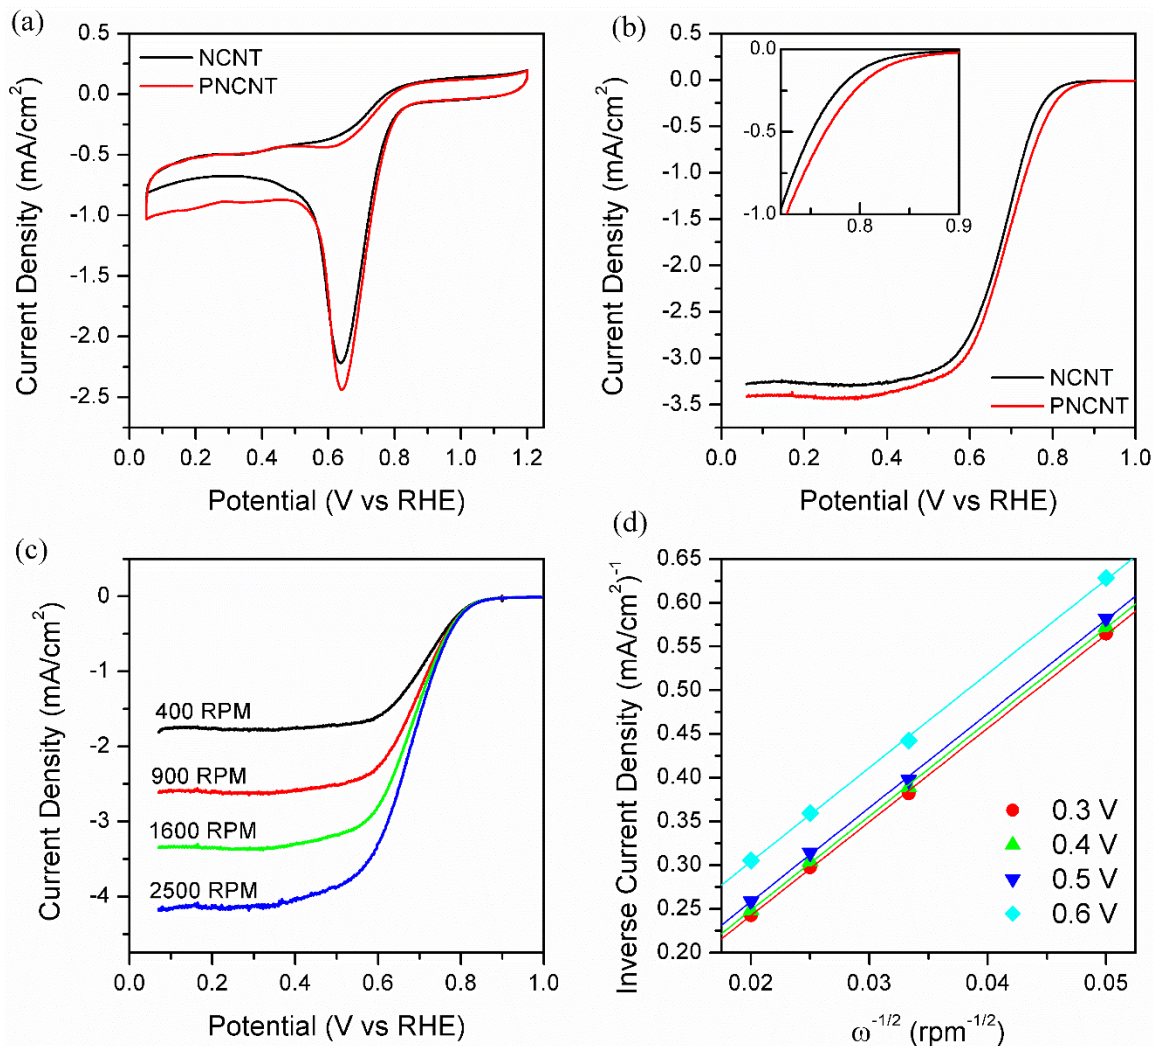 (a)
0.5
0.0
-0.5
-1.0
-1.5
-2.0
-2.5
Current Density (mA/cm²)
NCNT
PNCNT
0.0 0.2 0.4 0.6 0.8 1.0 1.2
Potential (V vs RHE)
(b)
0.5
0.0
-0.5
-1.0
-1.5
-2.0
-2.5
-3.0
-3.5
Current Density (mA/cm²)
0.0
-0.5
-1.0
0.8 0.9
NCNT
PNCNT
0.0 0.2 0.4 0.6 0.8 1.0
Potential (V vs RHE)
(c)
0
-1
-2
-3
-4
Current Density (mA/cm²)
400 RPM
900 RPM
1600 RPM
2500 RPM
0.0 0.2 0.4 0.6 0.8 1.0
Potential (V vs RHE)
(d)
0.65
0.60
0.55
0.50
0.45
0.40
0.35
0.30
0.25
0.20
Inverse Current Density (mA/cm²)⁻¹
0.3 V
0.4 V
0.5 V
0.6 V
0.02 0.03 0.04 0.05
ω⁻¹/² (rpm⁻¹/²)